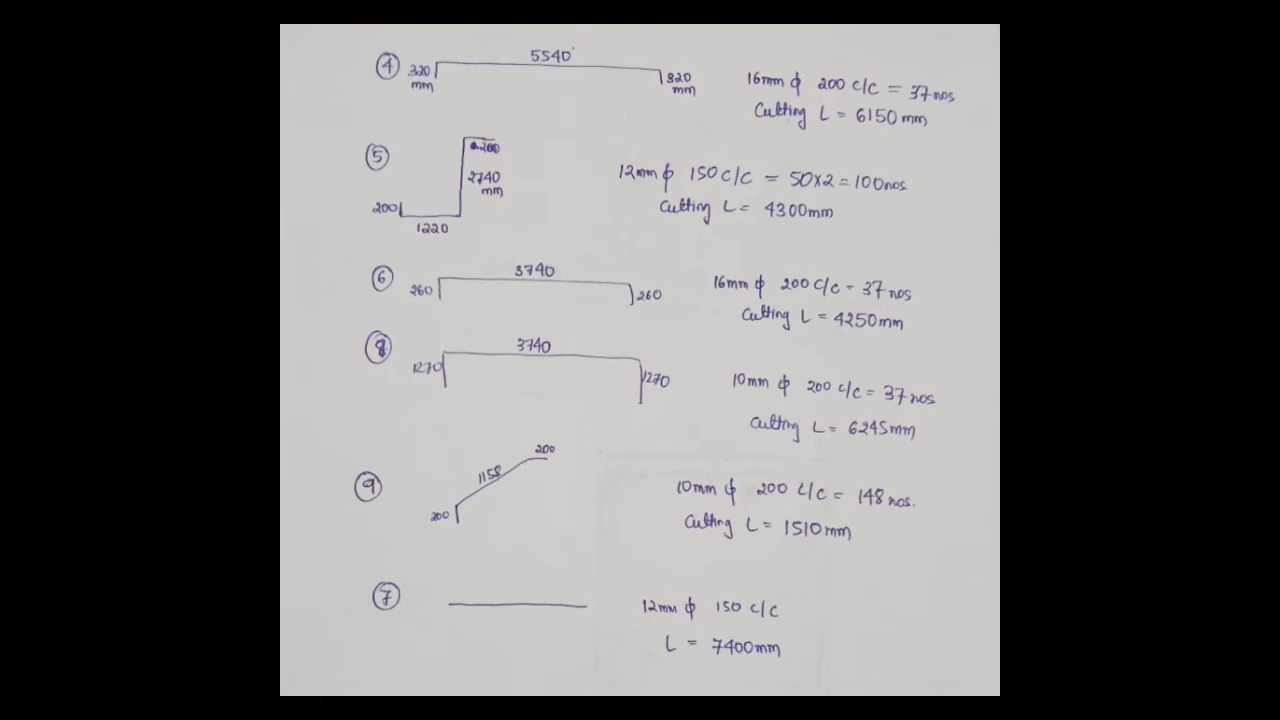 5540
④ 320 mm 320 mm 16mm ϕ 200 c/c = 37 nos
Cutting L = 6150 mm
⑤ 200
2740 mm 12mm ϕ 150 C/C = 50X2 = 100 nos
200 Cutting L = 4300mm
1220
⑥ 3740
260 260 16mm ϕ 200 c/c - 37 nos
Cutting L = 4250mm
⑧ 3740
1270 1270 10mm ϕ 200 c/c = 37 nos
Cutting L = 6245mm
200
⑨ 1158 10mm ϕ 200 c/c = 148 nos.
200 Cutting L = 1510mm
⑦ 12mm ϕ 150 c/c
L = 7400mm